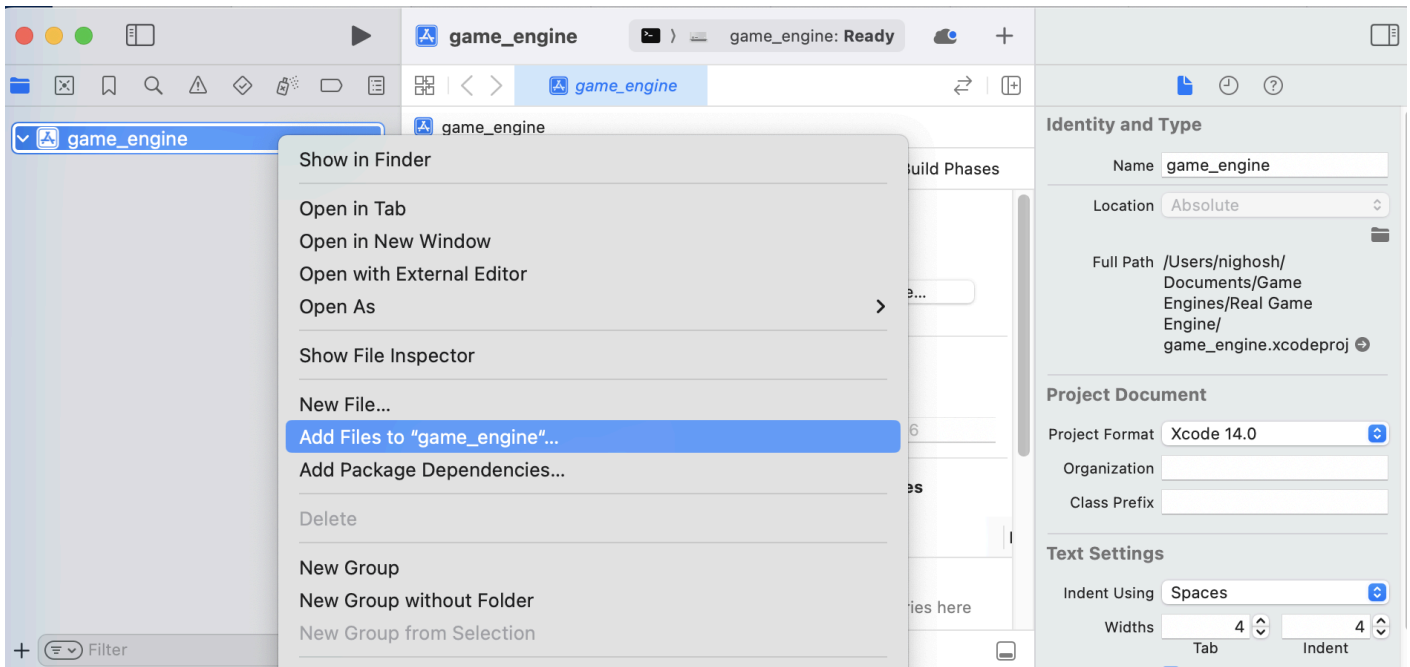 game_engine
game_engine: Ready
game_engine
game_engine
game_engine
Build Phases
Show in Finder
Open in Tab
Open in New Window
Open with External Editor
Open As
Show File Inspector
New File...
Add Files to “game_engine“...
Add Package Dependencies...
Delete
New Group
New Group without Folder
New Group from Selection
6
es
here
Filter
Identity and Type
Name game_engine
Location Absolute
Full Path /Users/nighosh/
Documents/Game
Engines/Real Game
Engine/
game_engine.xcodeproj
Project Document
Project Format Xcode 14.0
Organization
Class Prefix
Text Settings
Indent Using Spaces
Widths 4 4
Tab Indent